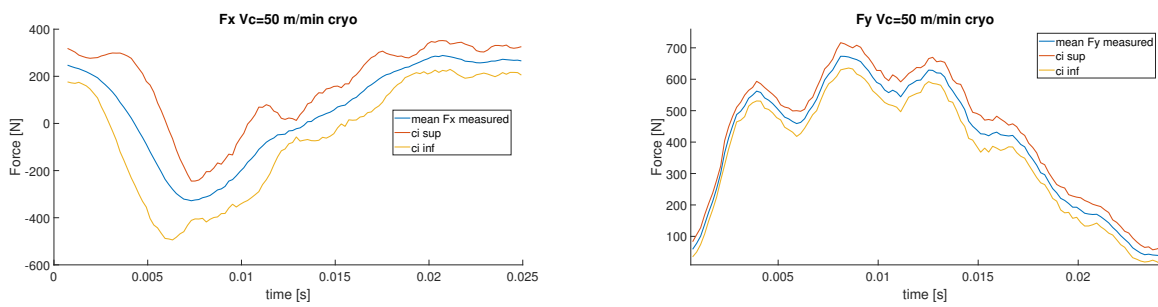 Fx Vc=50 m/min cryo
400
200
0
-200
-400
-600
Force [N]
0
0.005
0.01
0.015
0.02
0.025
time [s]
mean Fx measured
ci sup
ci inf
Fy Vc=50 m/min cryo
700
600
500
400
300
200
100
Force [N]
0.005
0.01
0.015
0.02
time [s]
mean Fy measured
ci sup
ci inf